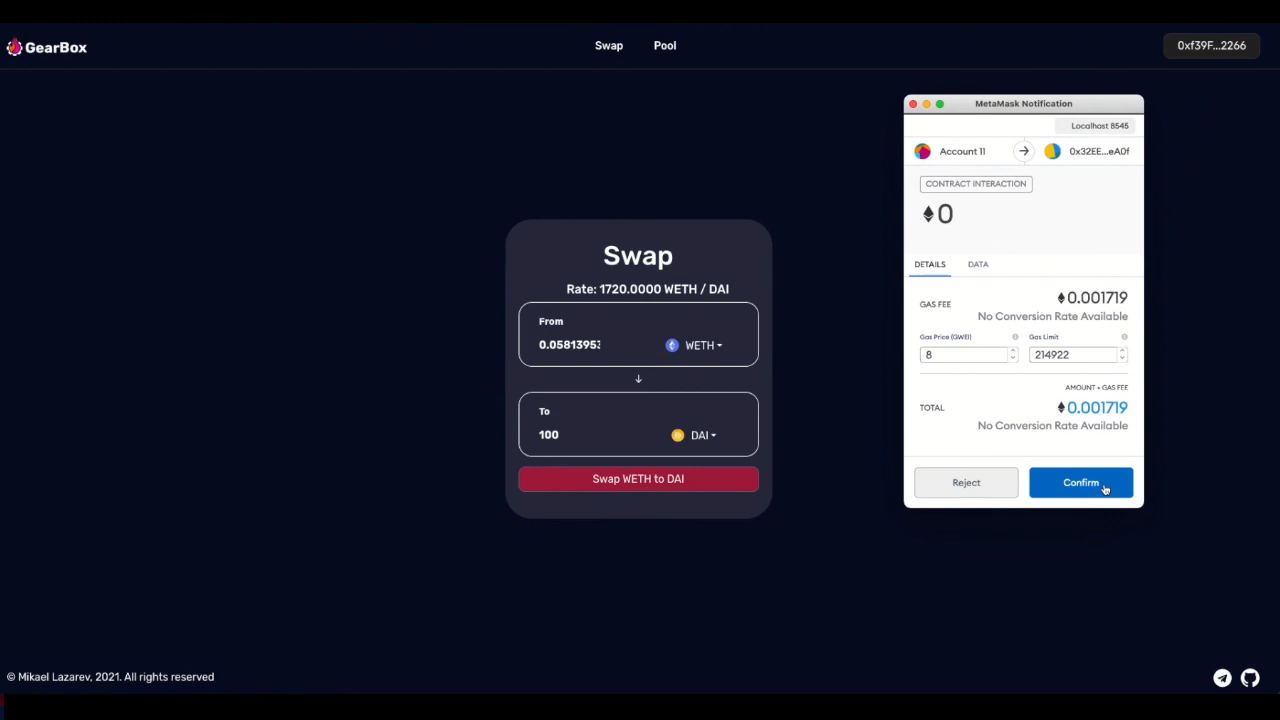 GearBox
Swap
Pool
0xf39F...2266
MetaMask Notification
Localhost 8545
Account 11
0x32EE...eA0f
CONTRACT INTERACTION
0
DETAILS
DATA
GAS FEE
0.001719
No Conversion Rate Available
Gas Price (GWEI)
Gas Limit
8
214922
AMOUNT + GAS FEE
TOTAL
0.001719
No Conversion Rate Available
Reject
Confirm
Swap
Rate: 1720.0000 WETH / DAI
From
0.05813953
WETH
To
100
DAI
Swap WETH to DAI
© Mikael Lazarev, 2021. All rights reserved